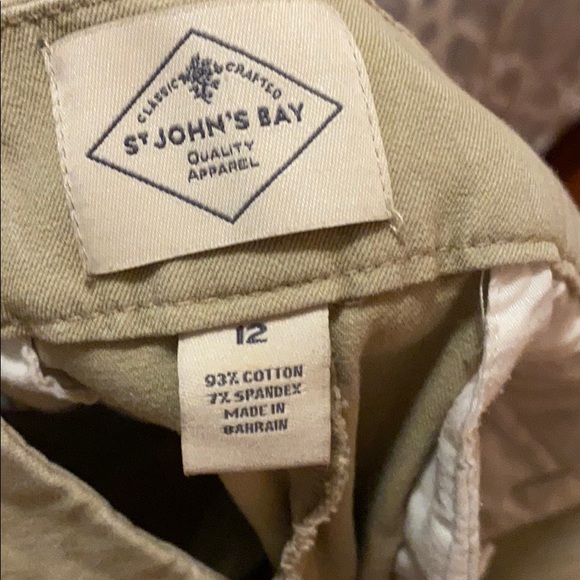 CLASSIC CRAFTED
ST JOHN'S BAY
QUALITY
APPAREL
12
93% COTTON
7% SPANDEX
MADE IN
BAHRAIN